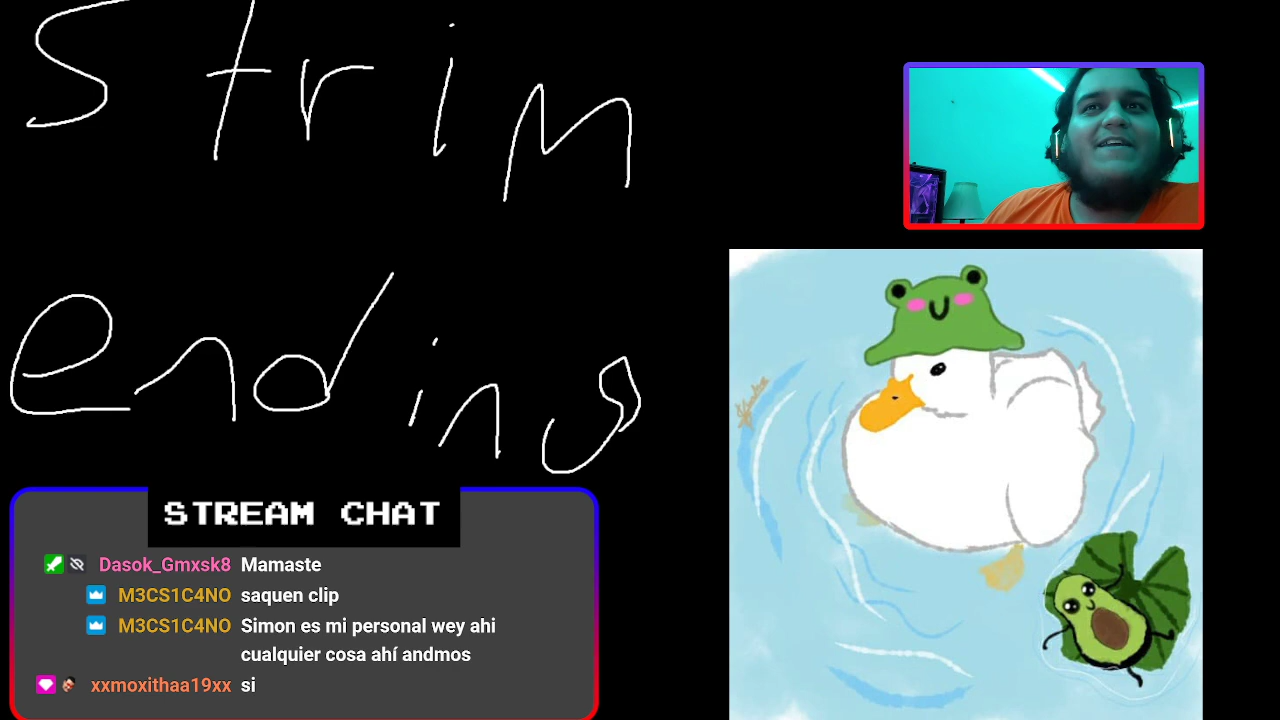 Strim
ending
STREAM CHAT
Dasok_Gmxsk8 Mamaste
M3CS1C4NO saquen clip
M3CS1C4NO Simon es mi personal wey ahi
cualquier cosa ahí andmos
xxmoxithaa19xx si